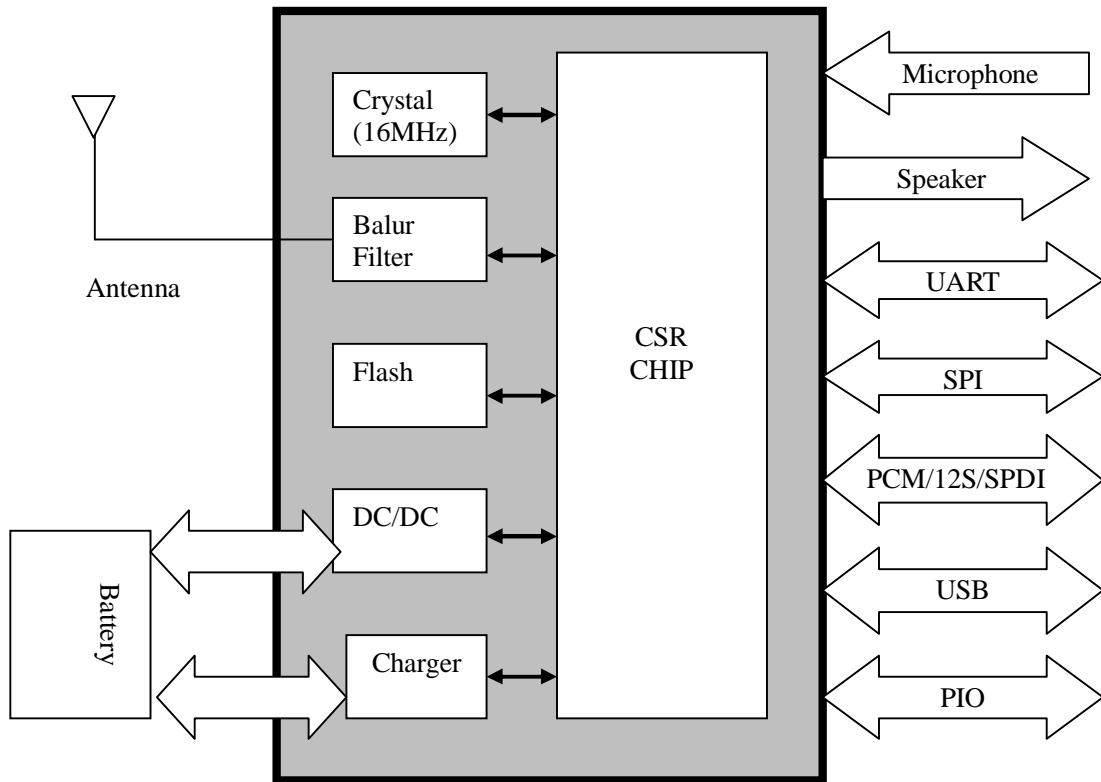 Crystal
(16MHz)
Balur
Filter
Antenna
Flash
DC/DC
Battery
Charger
CSR
CHIP
Microphone
Speaker
UART
SPI
PCM/12S/SPDI
USB
PIO